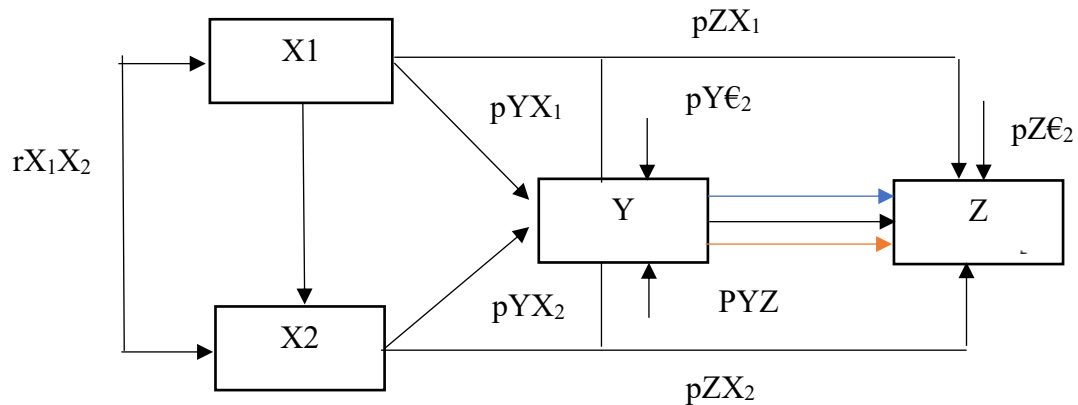 pZX₁
X1
pYX₁
pY€₂
pZ€₂
rX₁X₂
Y
Z
pYX₂
PYZ
X2
pZX₂